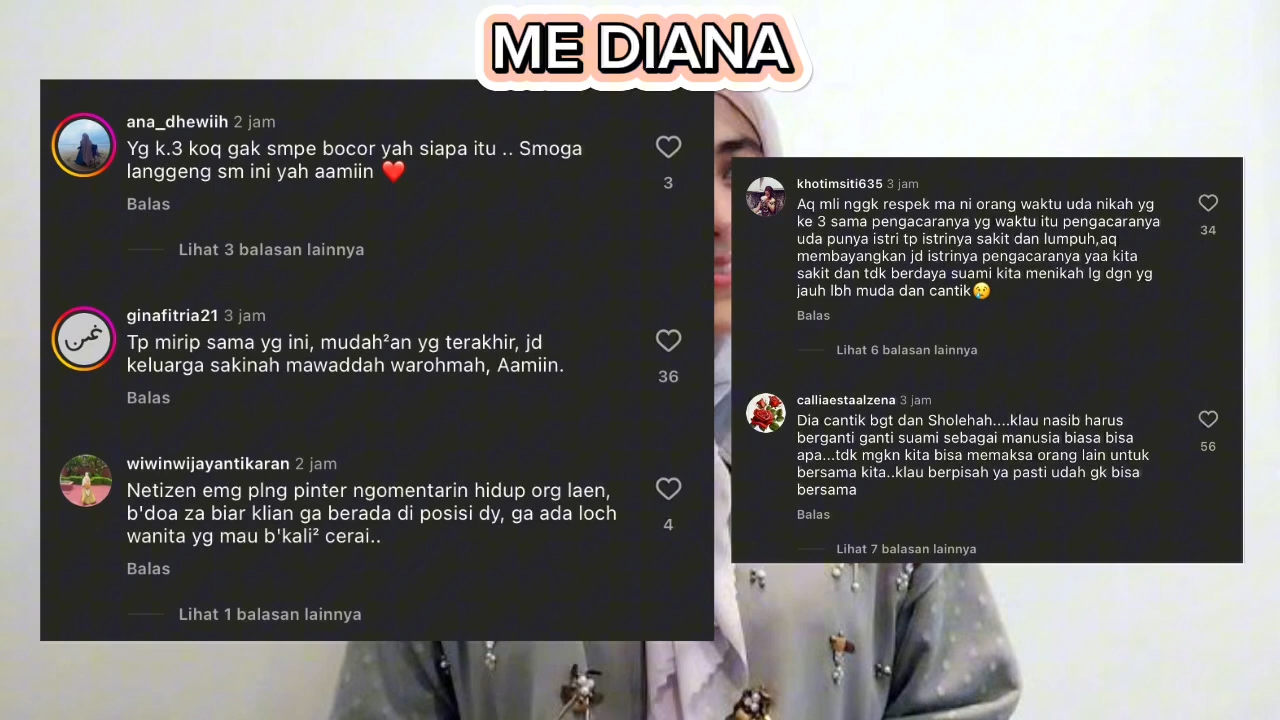 ME DIANA
ana_dhewiih 2 jam
Yg k.3 koq gak smpe bocor yah siapa itu .. Smoga
langgeng sm ini yah aamiin ❤️
3
Balas
Lihat 3 balasan lainnya
ginafitria21 3 jam
Tp mirip sama yg ini, mudah²an yg terakhir, jd
keluarga sakinah mawaddah warohmah, Aamiin.
36
Balas
wiwinwijayantikaran 2 jam
Netizen emg plng pinter ngomentarin hidup org laen,
b'doa za biar klian ga berada di posisi dy, ga ada loch
wanita yg mau b'kali² cerai..
4
Balas
Lihat 1 balasan lainnya
khotimsiti635 3 jam
Aq mli nggk respek ma ni orang waktu uda nikah yg
ke 3 sama pengacaranya yg waktu itu pengacaranya
uda punya istri tp istrinya sakit dan lumpuh,aq
membayangkan jd istrinya pengacaranya yaa kita
sakit dan tdk berdaya suami kita menikah lg dgn yg
jauh lbh muda dan cantik😢
34
Balas
Lihat 6 balasan lainnya
calliaestaalzena 3 jam
Dia cantik bgt dan Sholehah....klau nasib harus
berganti ganti suami sebagai manusia biasa bisa
apa...tdk mgkn kita bisa memaksa orang lain untuk
bersama kita..klau berpisah ya pasti udah gk bisa
bersama
56
Balas
Lihat 7 balasan lainnya